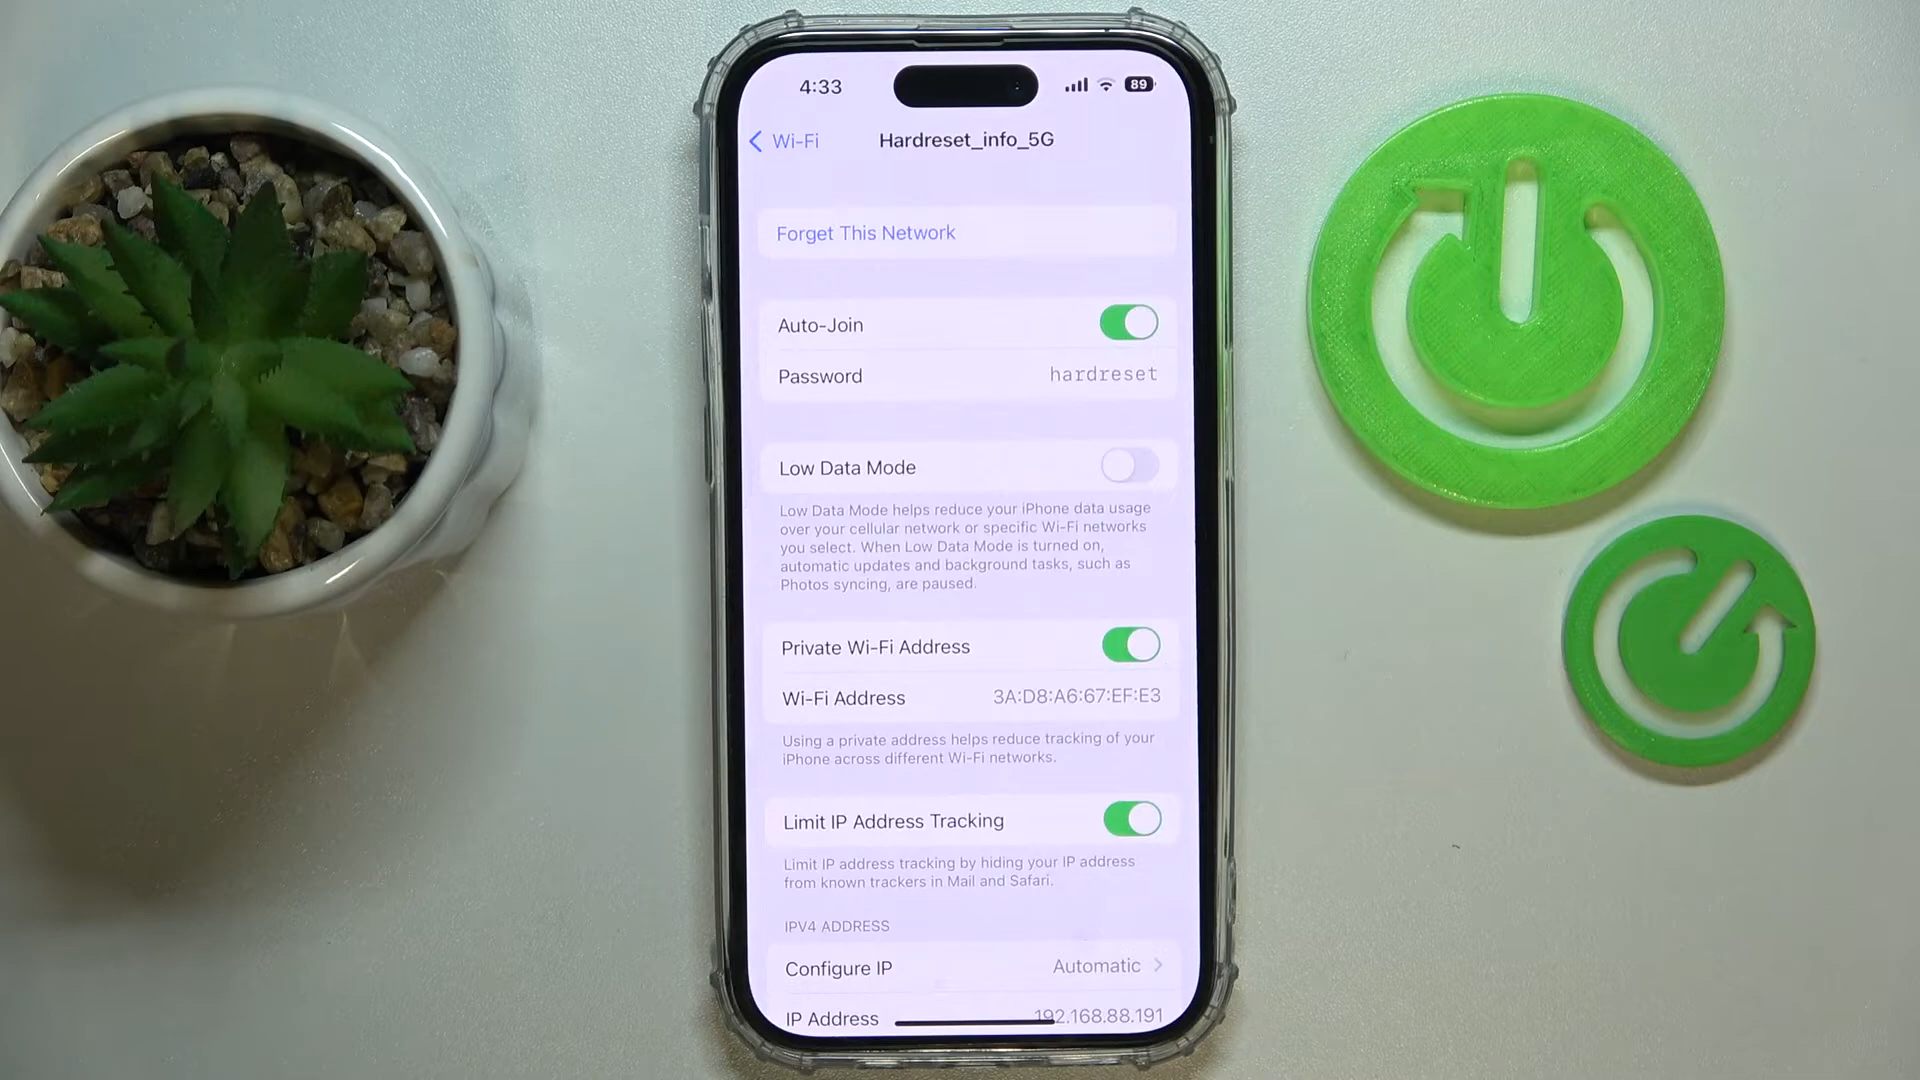 4:33
89
Wi-Fi
Hardreset_info_5G
Forget This Network
Auto-Join
Password hardreset
Low Data Mode
Low Data Mode helps reduce your iPhone data usage
over your cellular network or specific Wi-Fi networks
you select. When Low Data Mode is turned on,
automatic updates and background tasks, such as
Photos syncing, are paused.
Private Wi-Fi Address
Wi-Fi Address 3A:D8:A6:67:EF:E3
Using a private address helps reduce tracking of your
iPhone across different Wi-Fi networks.
Limit IP Address Tracking
Limit IP address tracking by hiding your IP address
from known trackers in Mail and Safari.
IPV4 ADDRESS
Configure IP Automatic
IP Address 192.168.88.191